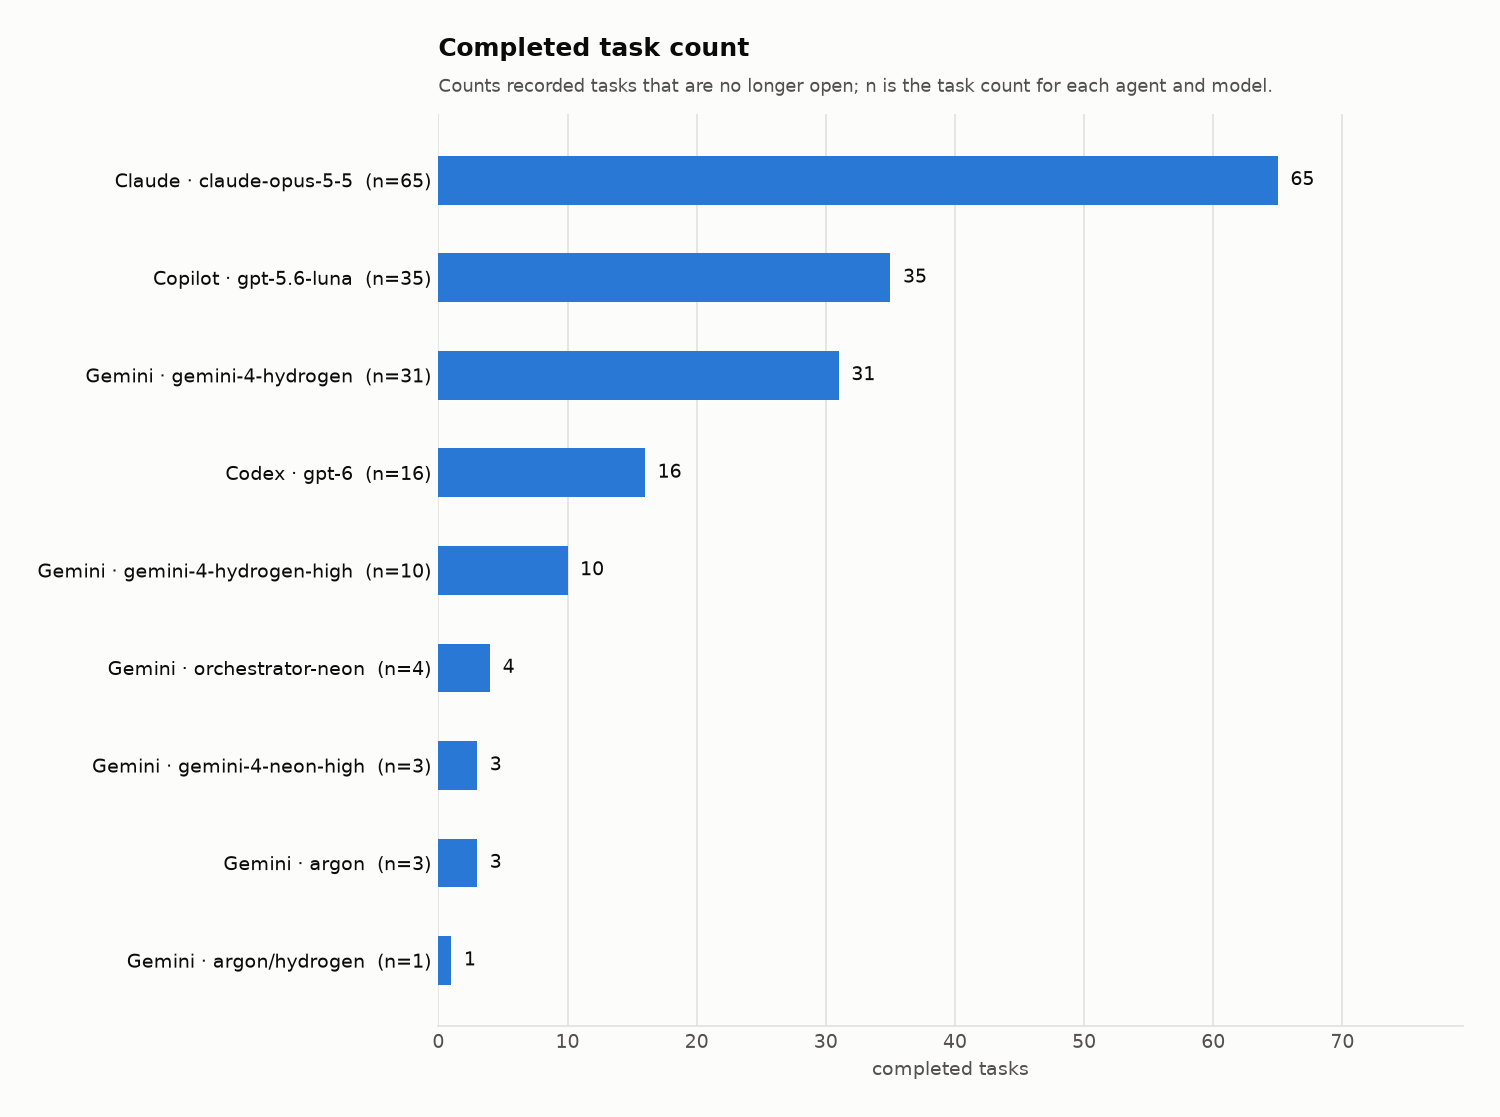 Completed task count
Counts recorded tasks that are no longer open; n is the task count for each agent and model.
Claude · claude-opus-5-5 (n=65) 65
Copilot · gpt-5.6-luna (n=35) 35
Gemini · gemini-4-hydrogen (n=31) 31
Codex · gpt-6 (n=16) 16
Gemini · gemini-4-hydrogen-high (n=10) 10
Gemini · orchestrator-neon (n=4) 4
Gemini · gemini-4-neon-high (n=3) 3
Gemini · argon (n=3) 3
Gemini · argon/hydrogen (n=1) 1
0 10 20 30 40 50 60 70
completed tasks